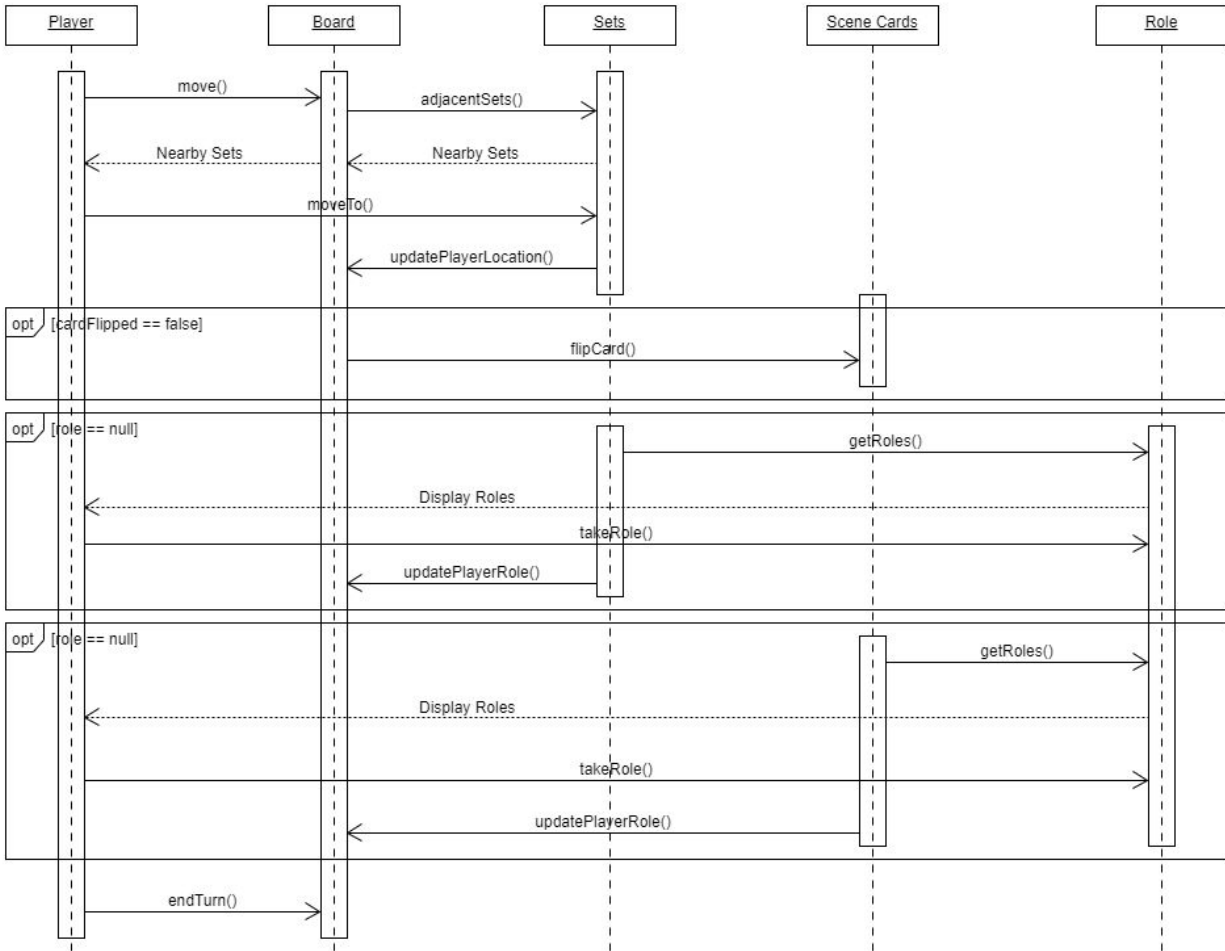 Player
Board
Sets
Scene Cards
Role
move()
adjacentSets()
Nearby Sets
Nearby Sets
moveTo()
updatePlayerLocation()
opt
[cardFlipped == false]
flipCard()
opt
[role == null]
getRoles()
Display Roles
takeRole()
updatePlayerRole()
opt
[role == null]
getRoles()
Display Roles
takeRole()
updatePlayerRole()
endTurn()